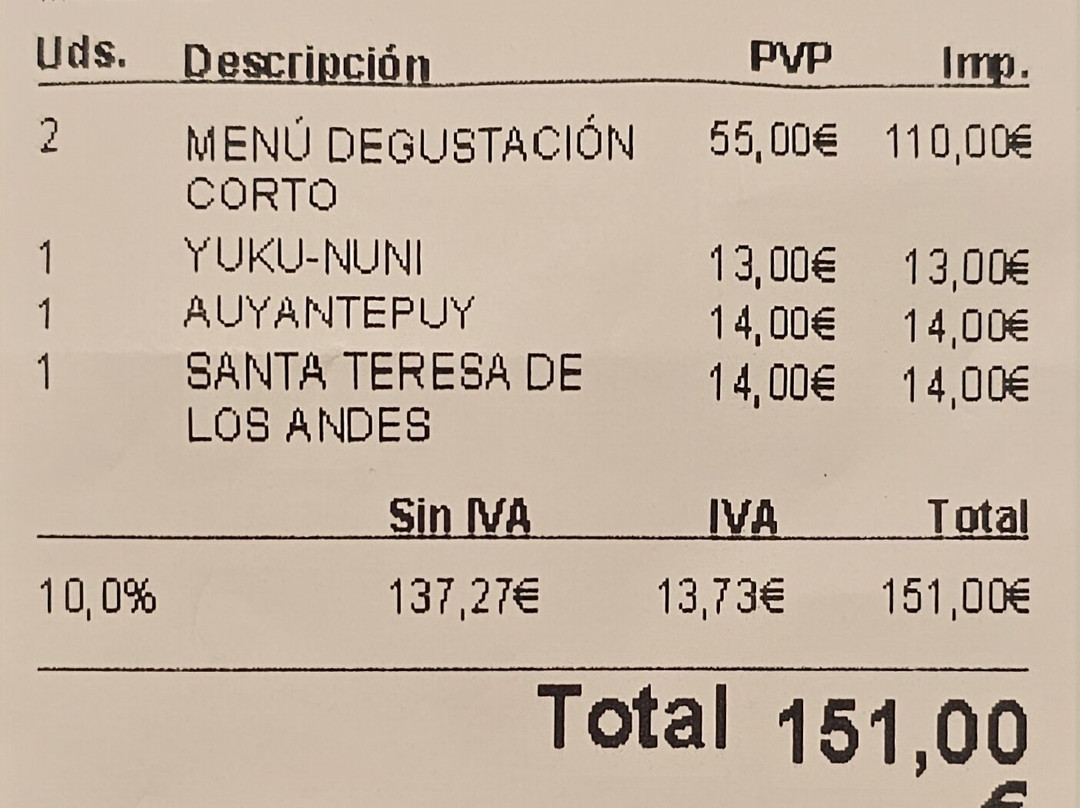 Uds. Descripción PVP Imp.
2 MENÚ DEGUSTACIÓN 55,00€ 110,00€
CORTO
1 YUKU-NUNI 13,00€ 13,00€
1 AUYANTEPUY 14,00€ 14,00€
1 SANTA TERESA DE 14,00€ 14,00€
LOS ANDES
Sin IVA IVA Total
10,0% 137,27€ 13,73€ 151,00€
Total 151,00
€